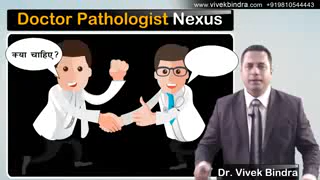 www.vivekbindra.com +919810544443
Doctor Pathologist Nexus
क्या चाहिए?
Dr. Vivek Bindra